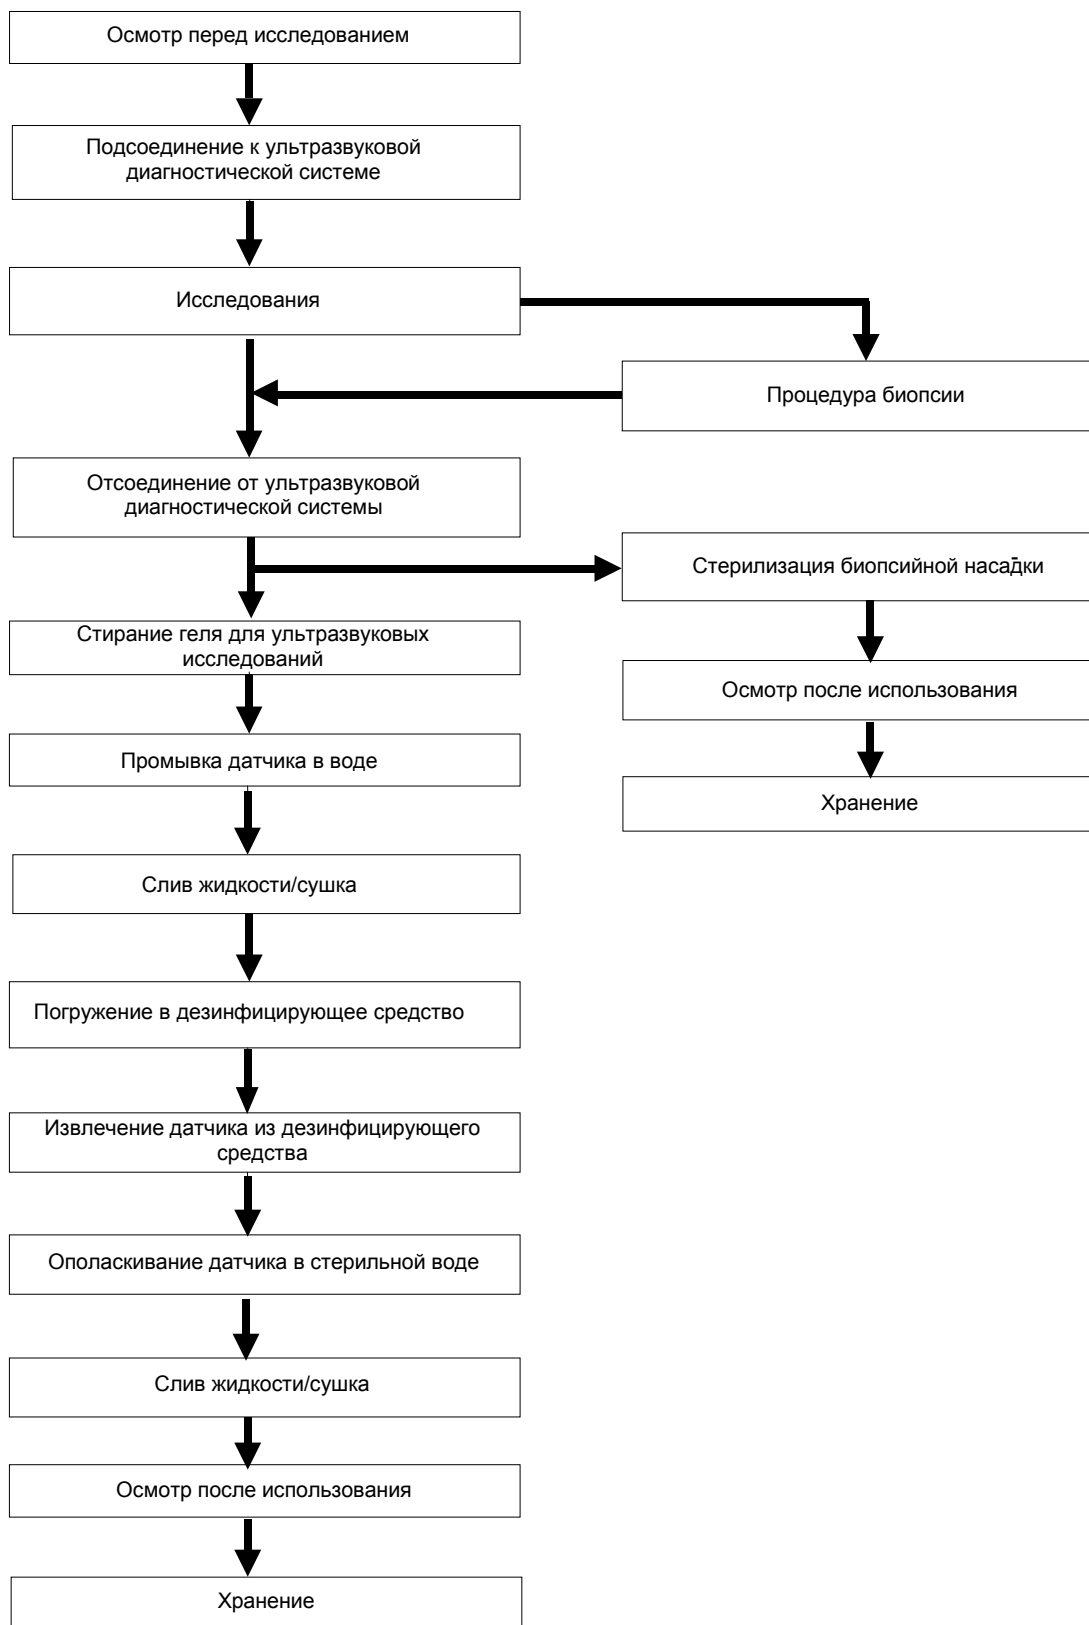 Осмотр перед исследованием
Подсоединение к ультразвуковой
диагностической системе
Исследования
Процедура биопсии
Отсоединение от ультразвуковой
диагностической системы
Стерилизация биопсийной насадки
Стирание геля для ультразвуковых
исследований
Осмотр после использования
Промывка датчика в воде
Хранение
Слив жидкости/сушка
Погружение в дезинфицирующее средство
Извлечение датчика из дезинфицирующего
средства
Ополаскивание датчика в стерильной воде
Слив жидкости/сушка
Осмотр после использования
Хранение